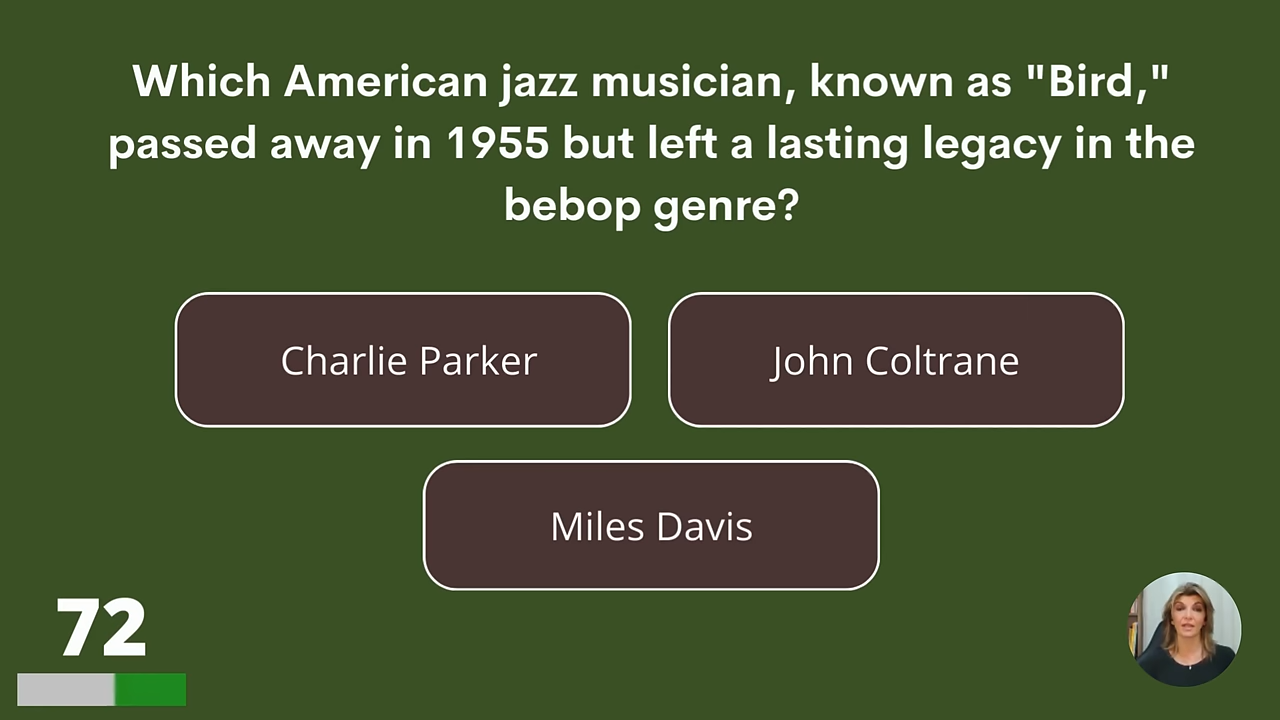 Which American jazz musician, known as "Bird,"
passed away in 1955 but left a lasting legacy in the
bebop genre?
Charlie Parker
John Coltrane
Miles Davis
72